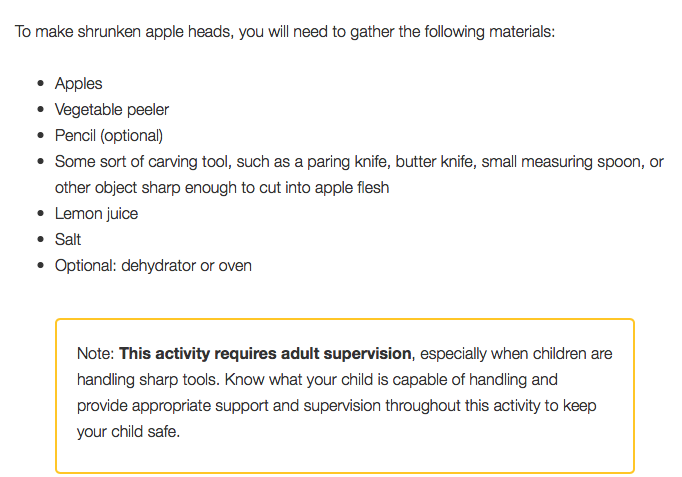 To make shrunken apple heads, you will need to gather the following materials:
• Apples
• Vegetable peeler
• Pencil (optional)
• Some sort of carving tool, such as a paring knife, butter knife, small measuring spoon, or
other object sharp enough to cut into apple flesh
• Lemon juice
• Salt
• Optional: dehydrator or oven
Note: This activity requires adult supervision, especially when children are
handling sharp tools. Know what your child is capable of handling and
provide appropriate support and supervision throughout this activity to keep
your child safe.